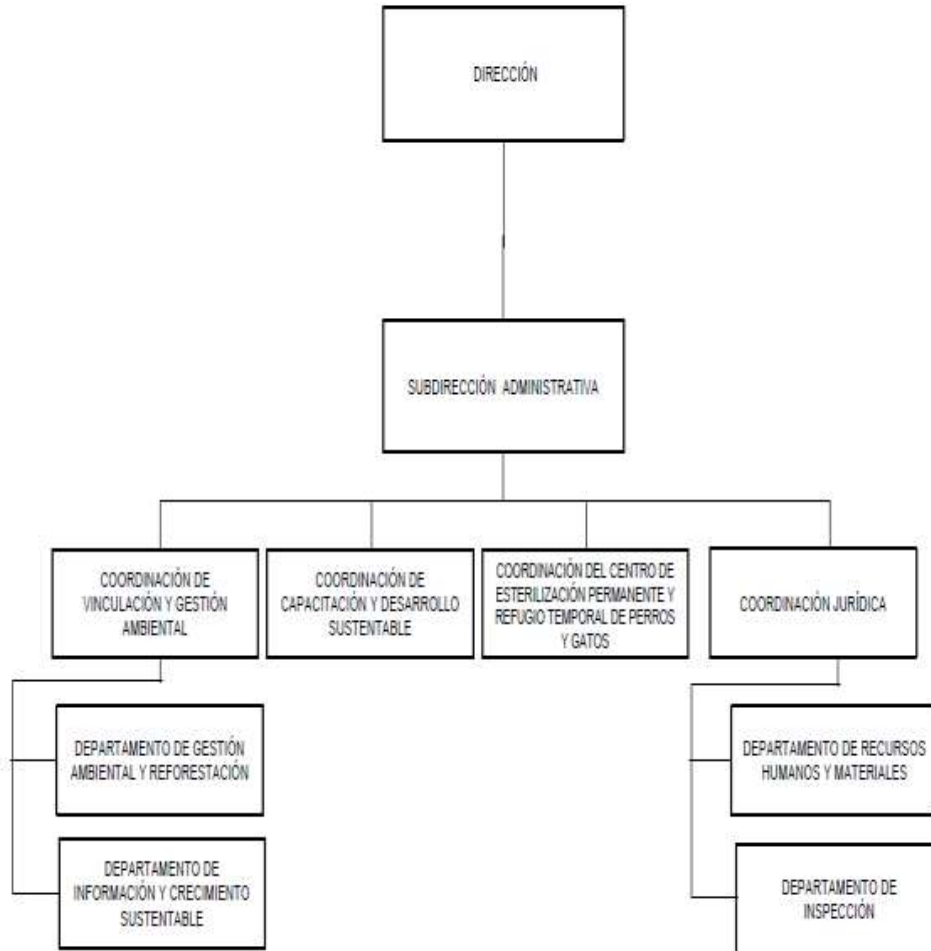 DIRECCIÓN
SUBDIRECCIÓN ADMINISTRATIVA
COORDINACIÓN DE
VINCULACIÓN Y GESTIÓN
AMBIENTAL
COORDINACIÓN DE
CAPACITACIÓN Y DESARROLLO
SUSTENTABLE
COORDINACIÓN DEL CENTRO DE
ESTERILIZACIÓN PERMANENTE Y
REFUGIO TEMPORAL DE PERROS
Y GATOS
COORDINACIÓN JURÍDICA
DEPARTAMENTO DE GESTIÓN
AMBIENTAL Y REFORESTACIÓN
DEPARTAMENTO DE RECURSOS
HUMANOS Y MATERIALES
DEPARTAMENTO DE
INFORMACIÓN Y CRECIMIENTO
SUSTENTABLE
DEPARTAMENTO DE
INSPECCIÓN